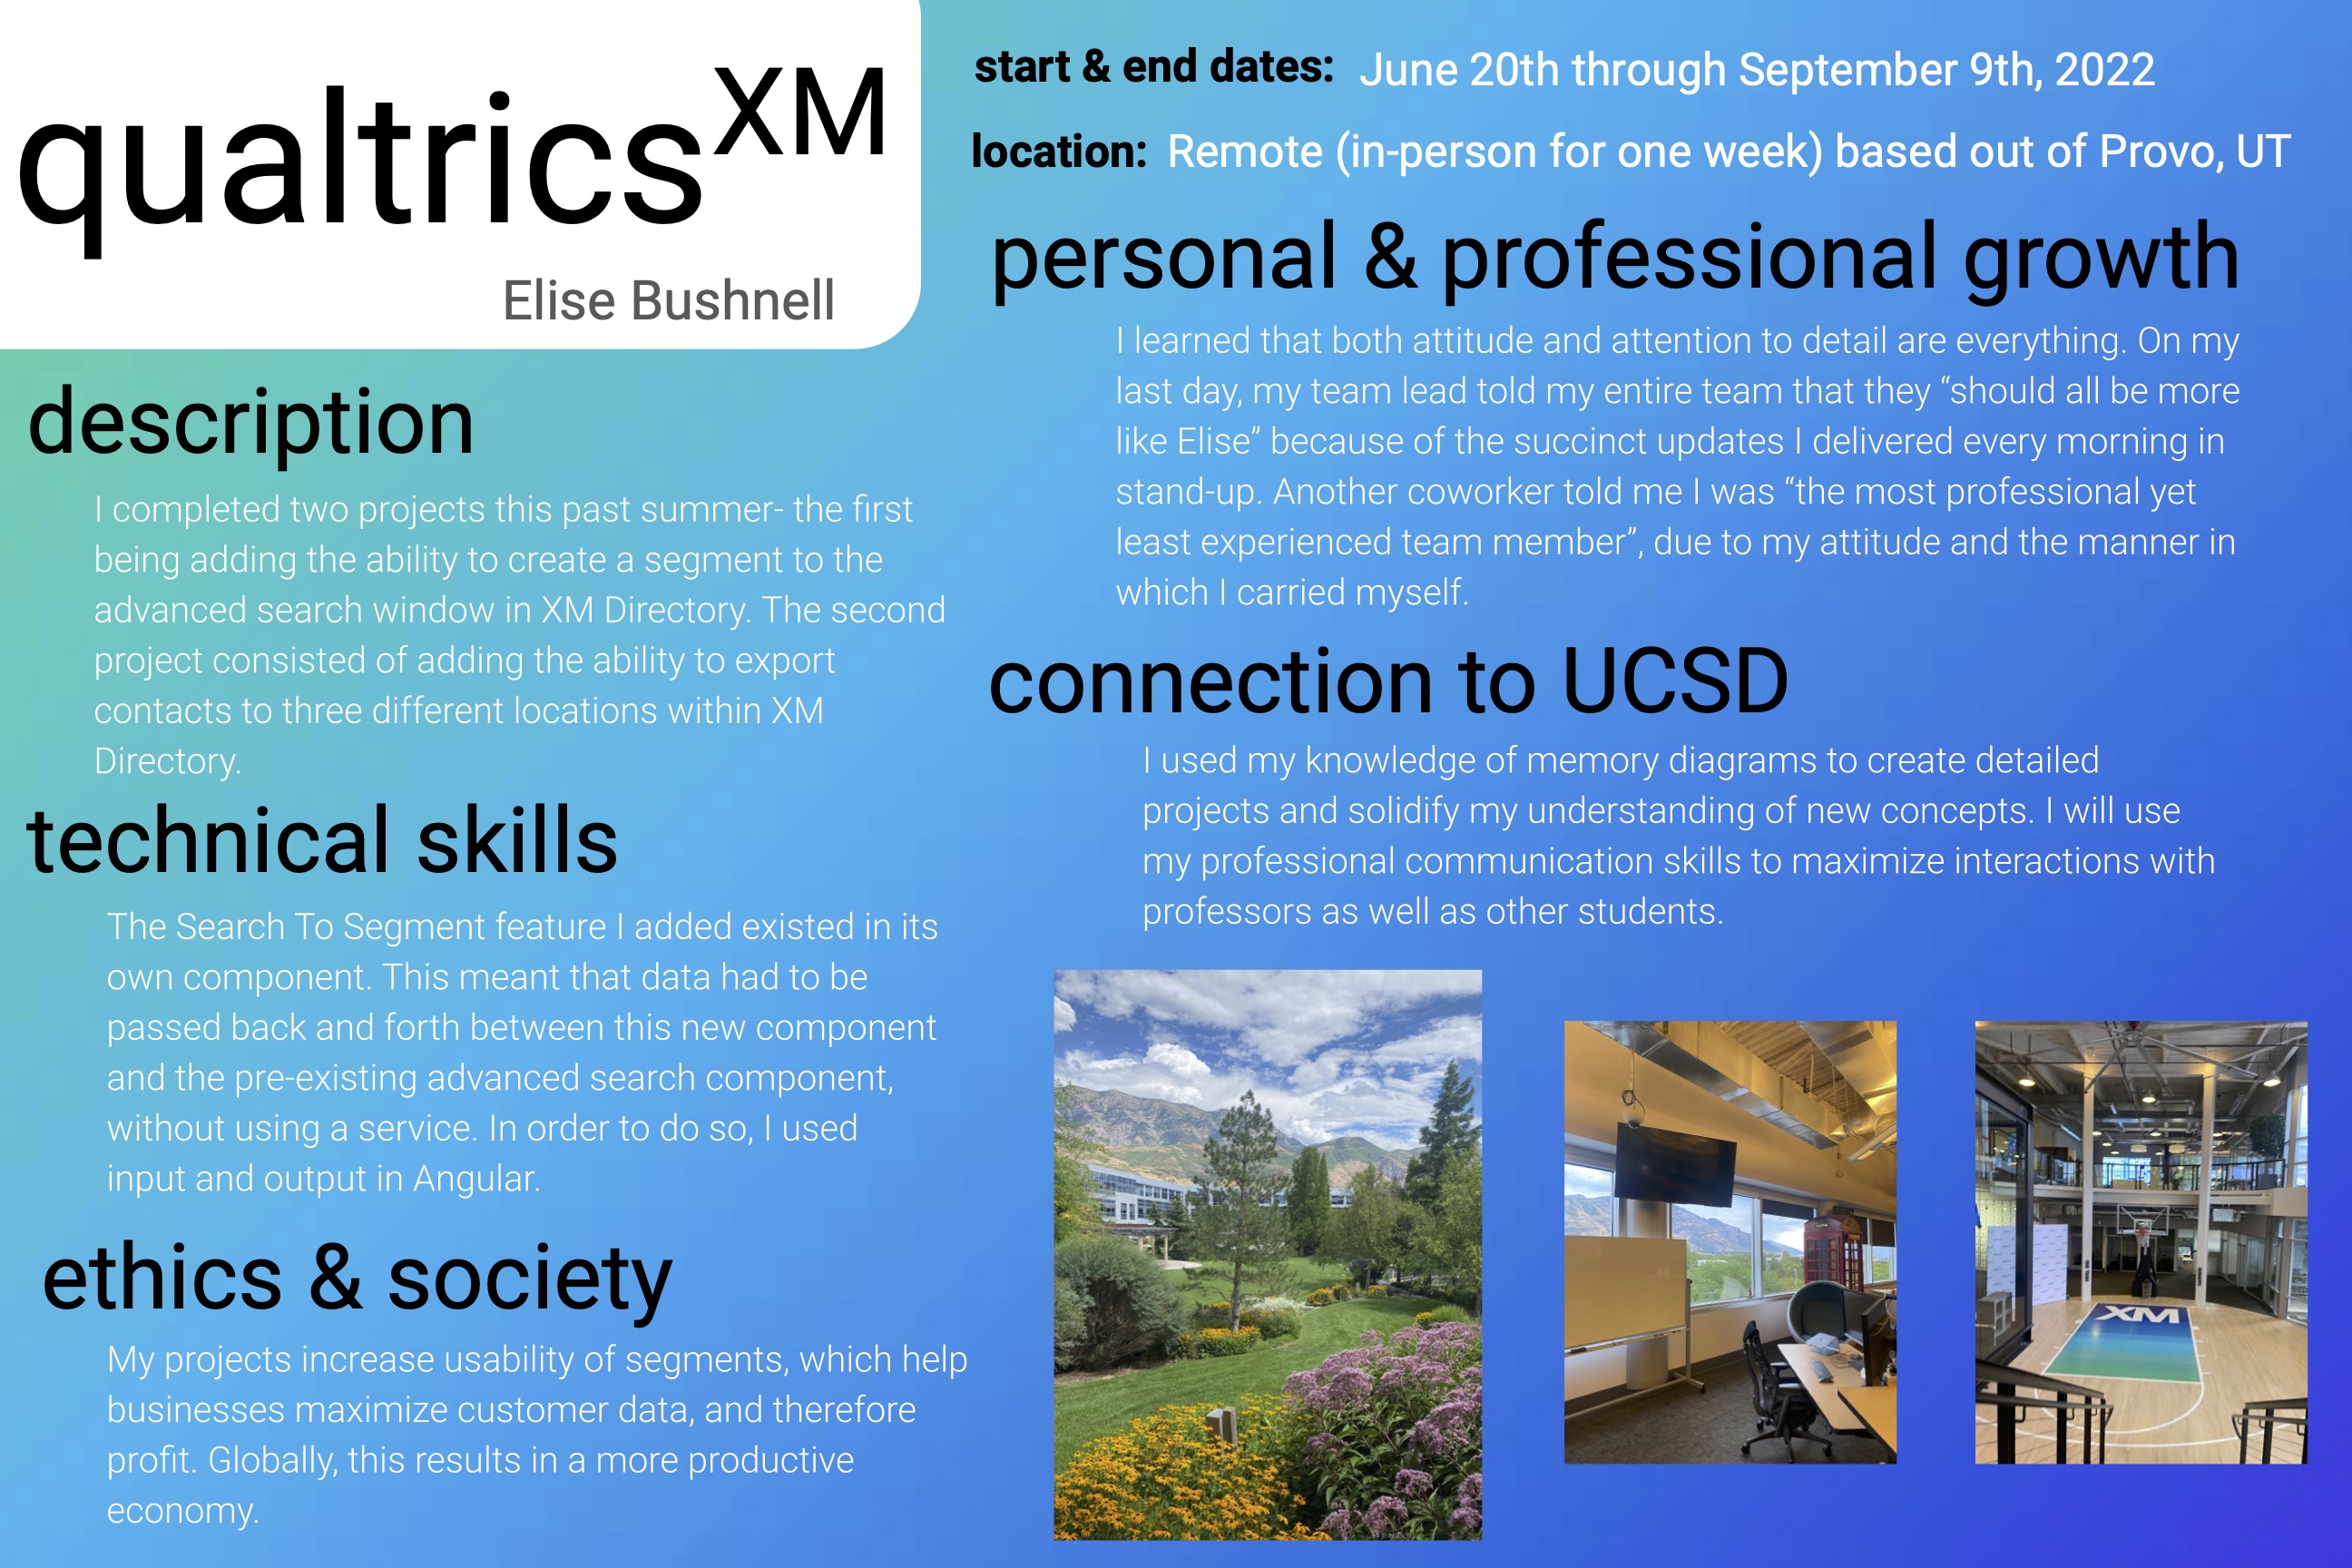 qualtricsXM
Elise Bushnell
description
I completed two projects this past summer- the first
being adding the ability to create a segment to the
advanced search window in XM Directory. The second
project consisted of adding the ability to export
contacts to three different locations within XM
Directory.
technical skills
The Search To Segment feature I added existed in its
own component. This meant that data had to be
passed back and forth between this new component
and the pre-existing advanced search component,
without using a service. In order to do so, I used
input and output in Angular.
ethics & society
My projects increase usability of segments, which help
businesses maximize customer data, and therefore
profit. Globally, this results in a more productive
economy.
start & end dates: June 20th through September 9th, 2022
location: Remote (in-person for one week) based out of Provo, UT
personal & professional growth
I learned that both attitude and attention to detail are everything. On my
last day, my team lead told my entire team that they “should all be more
like Elise” because of the succinct updates I delivered every morning in
stand-up. Another coworker told me I was “the most professional yet
least experienced team member”, due to my attitude and the manner in
which I carried myself.
connection to UCSD
I used my knowledge of memory diagrams to create detailed
projects and solidify my understanding of new concepts. I will use
my professional communication skills to maximize interactions with
professors as well as other students.
XM